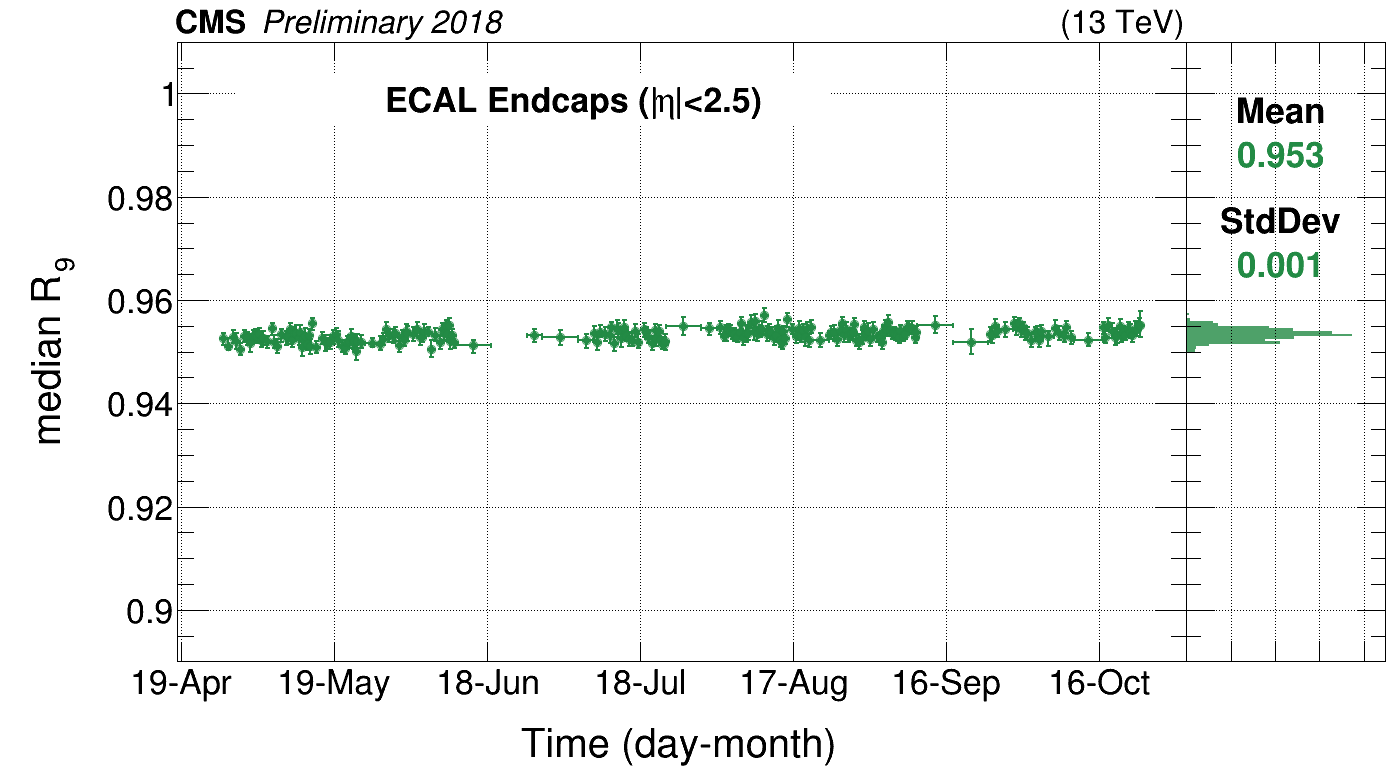 CMS Preliminary 2018 (13 TeV)
ECAL Endcaps (|η|<2.5)
Mean
0.953
StdDev
0.001
median R9
1
0.98
0.96
0.94
0.92
0.9
19-Apr 19-May 18-Jun 18-Jul 17-Aug 16-Sep 16-Oct
Time (day-month)